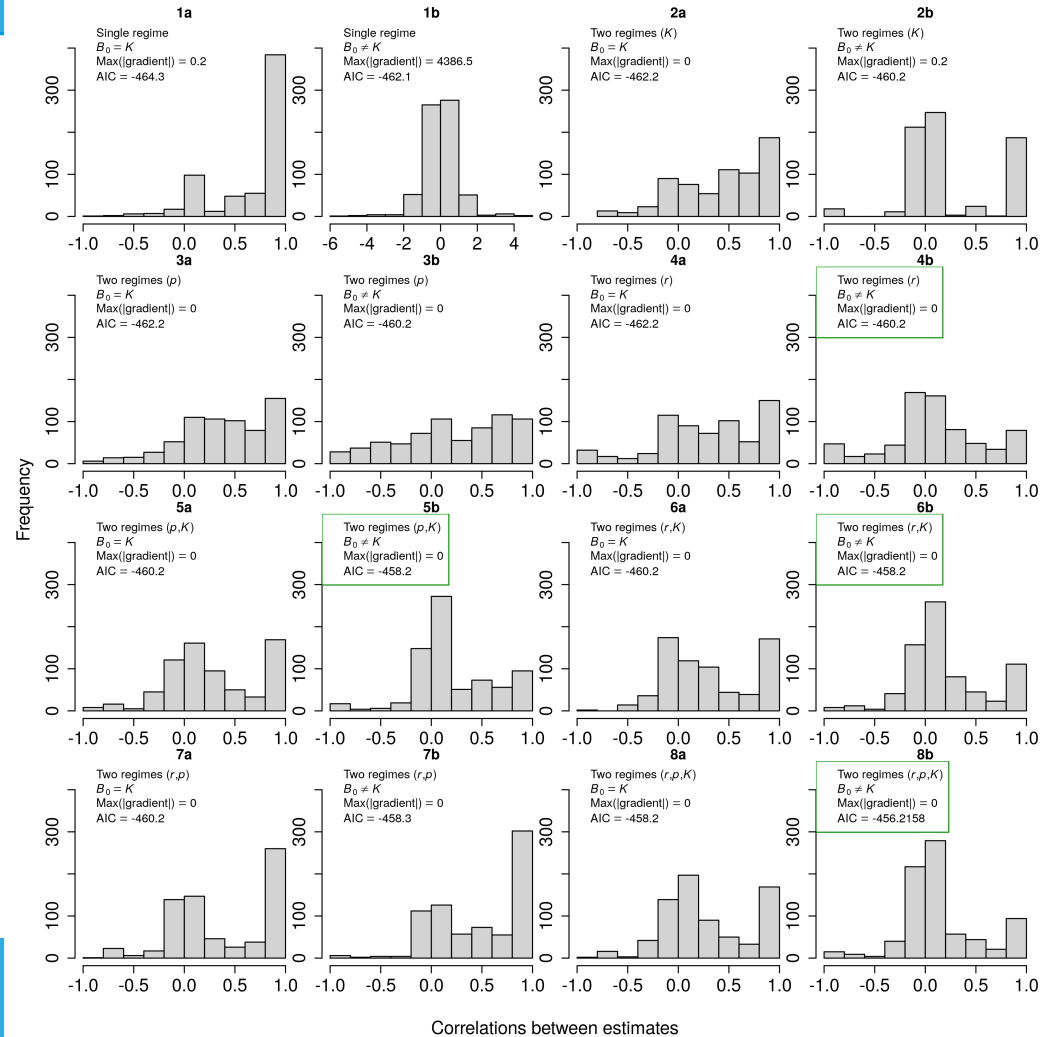 1a
Single regime
B₀ = K
Max(|gradient|) = 0.2
AIC = -464.3
300
100
0
-1.0 -0.5 0.0 0.5 1.0
1b
Single regime
B₀ ≠ K
Max(|gradient|) = 4386.5
AIC = -462.1
300
100
0
-6 -4 -2 0 2 4
2a
Two regimes (K)
B₀ = K
Max(|gradient|) = 0
AIC = -462.2
300
100
0
-1.0 -0.5 0.0 0.5 1.0
2b
Two regimes (K)
B₀ ≠ K
Max(|gradient|) = 0.2
AIC = -460.2
300
100
0
-1.0 -0.5 0.0 0.5 1.0
3a
Two regimes (p)
B₀ = K
Max(|gradient|) = 0
AIC = -462.2
300
100
0
-1.0 -0.5 0.0 0.5 1.0
3b
Two regimes (p)
B₀ ≠ K
Max(|gradient|) = 0
AIC = -460.2
300
100
0
-1.0 -0.5 0.0 0.5 1.0
4a
Two regimes (r)
B₀ = K
Max(|gradient|) = 0
AIC = -462.2
300
100
0
-1.0 -0.5 0.0 0.5 1.0
4b
Two regimes (r)
B₀ ≠ K
Max(|gradient|) = 0
AIC = -460.2
300
100
0
-1.0 -0.5 0.0 0.5 1.0
Frequency
5a
Two regimes (p,K)
B₀ = K
Max(|gradient|) = 0
AIC = -460.2
300
100
0
-1.0 -0.5 0.0 0.5 1.0
5b
Two regimes (p,K)
B₀ ≠ K
Max(|gradient|) = 0
AIC = -458.2
300
100
0
-1.0 -0.5 0.0 0.5 1.0
6a
Two regimes (r,K)
B₀ = K
Max(|gradient|) = 0
AIC = -460.2
300
100
0
-1.0 -0.5 0.0 0.5 1.0
6b
Two regimes (r,K)
B₀ ≠ K
Max(|gradient|) = 0
AIC = -458.2
300
100
0
-1.0 -0.5 0.0 0.5 1.0
7a
Two regimes (r,p)
B₀ = K
Max(|gradient|) = 0
AIC = -460.2
300
100
0
-1.0 -0.5 0.0 0.5 1.0
7b
Two regimes (r,p)
B₀ ≠ K
Max(|gradient|) = 0
AIC = -458.3
300
100
0
-1.0 -0.5 0.0 0.5 1.0
8a
Two regimes (r,p,K)
B₀ = K
Max(|gradient|) = 0
AIC = -458.2
300
100
0
-1.0 -0.5 0.0 0.5 1.0
8b
Two regimes (r,p,K)
B₀ ≠ K
Max(|gradient|) = 0
AIC = -456.2158
300
100
0
-1.0 -0.5 0.0 0.5 1.0
Correlations between estimates